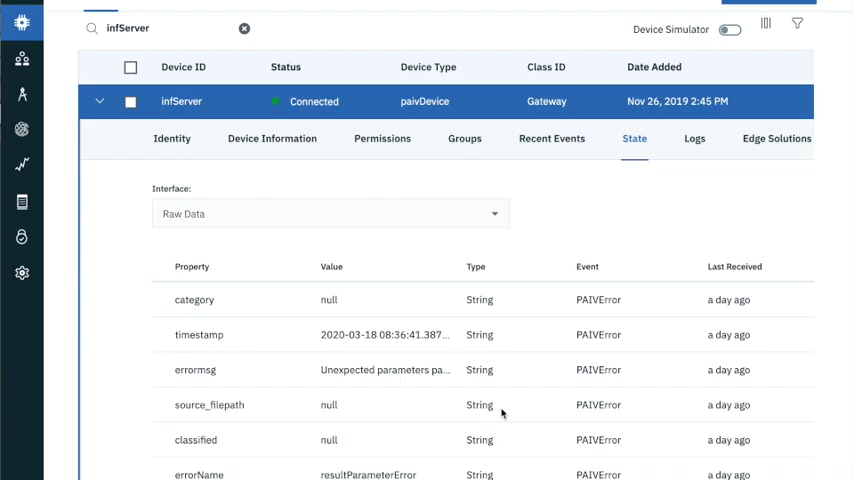 infServer
Device Simulator
Device ID Status Device Type Class ID Date Added
infServer Connected paivDevice Gateway Nov 26, 2019 2:45 PM
Identity Device Information Permissions Groups Recent Events State Logs Edge Solutions
Interface:
Raw Data
Property Value Type Event Last Received
category null String PAIVError a day ago
timestamp 2020-03-18 08:36:41.387... String PAIVError a day ago
errormsg Unexpected parameters pa... String PAIVError a day ago
source_filepath null String PAIVError a day ago
classified null String PAIVError a day ago
errorName resultParameterError String PAIVError a day ago